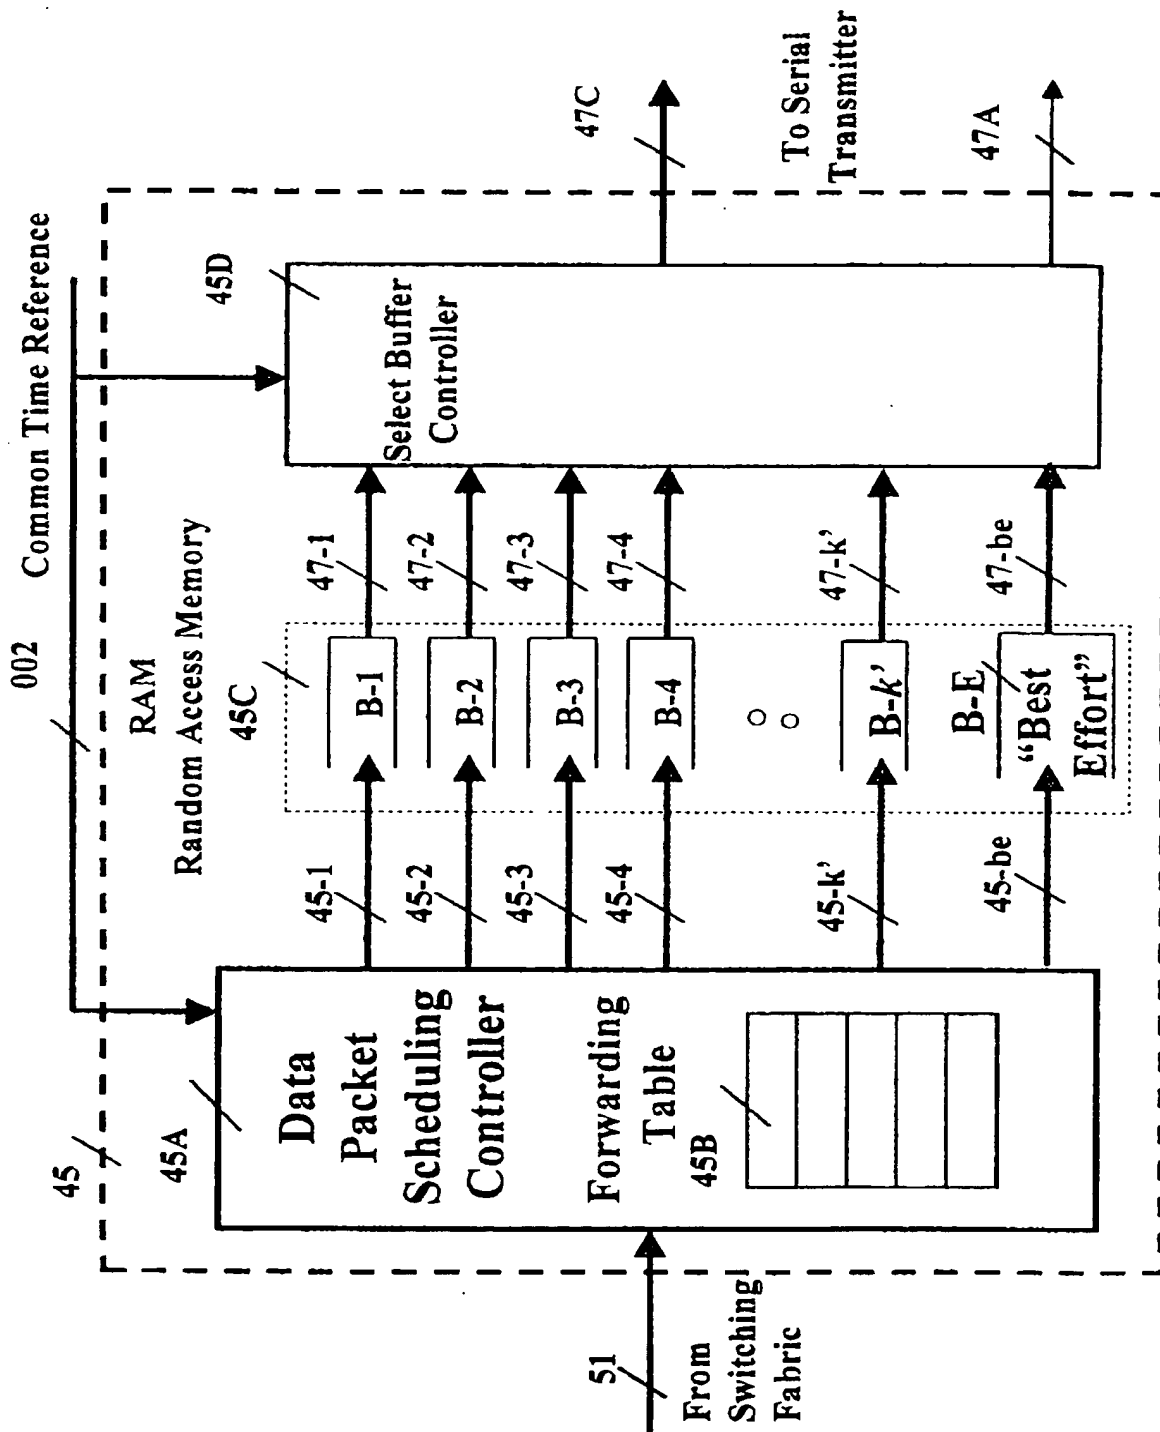 002
Common Time Reference
45
RAM
Random Access Memory
45A
45C
45D
Data
Packet
Scheduling
Controller
45-1
B-1
47-1
Select Buffer
Controller
45-2
B-2
47-2
45-3
B-3
47-3
47C
51
From
Switching
Fabric
Forwarding
Table
45B
45-4
B-4
47-4
To Serial
Transmitter
45-k'
B-k'
47-k'
45-be
B-E
"Best
Effort"
47-be
47A